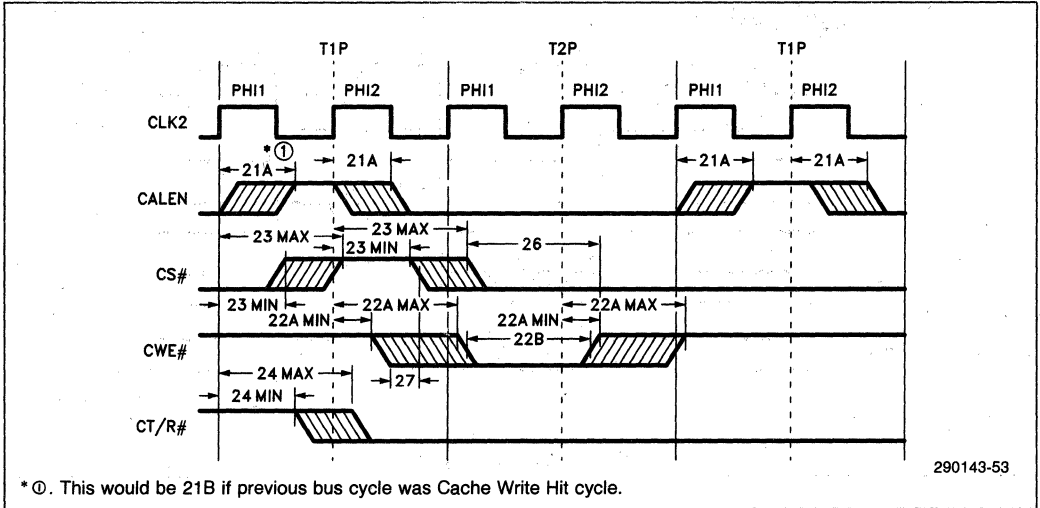 T1P T2P T1P
PHI1 PHI2 PHI1 PHI2 PHI1 PHI2
CLK2
* ①
21A 21A 21A 21A
CALEN
23 MAX 23 MAX
23 MIN 26
CS#
23 MIN 22A MAX 22A MAX
22A MIN 22A MIN
22B
CWE#
24 MAX 27
24 MIN
CT/R#
290143-53
* ①. This would be 21B if previous bus cycle was Cache Write Hit cycle.